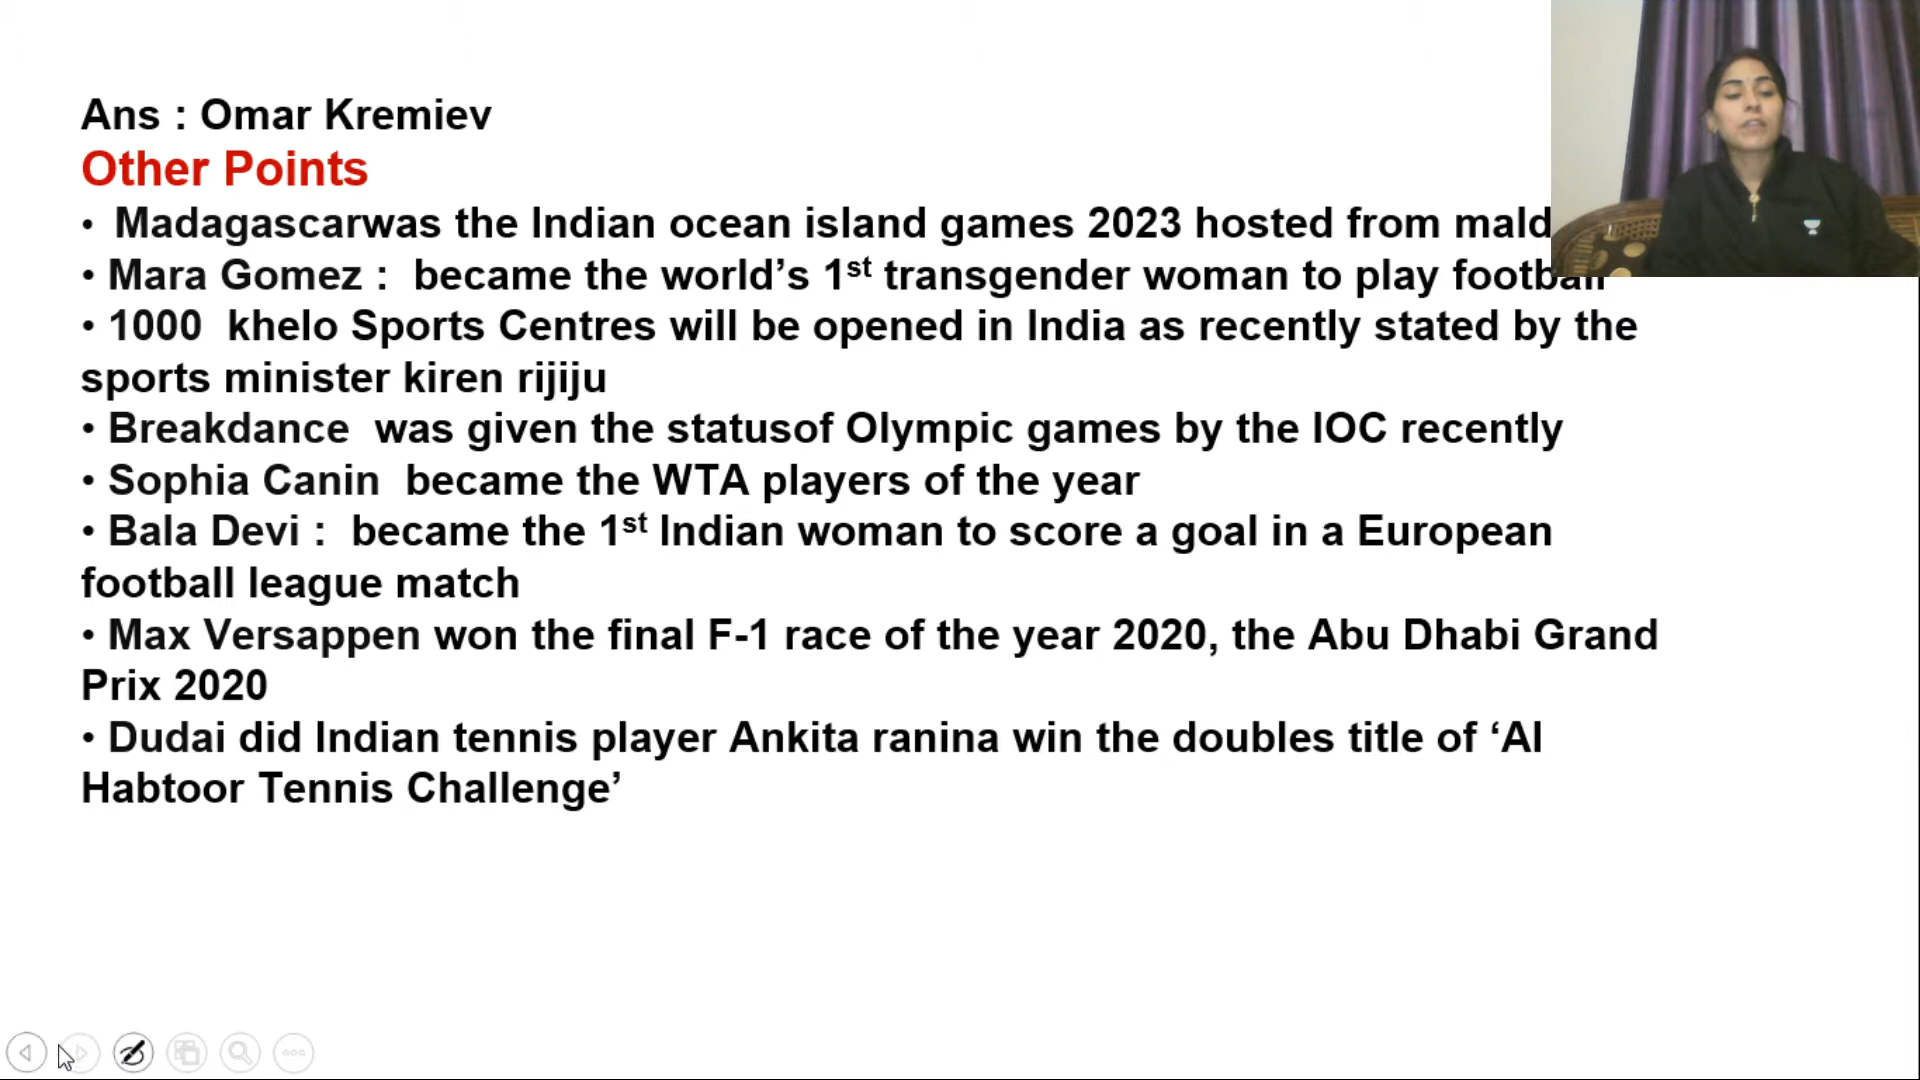 Ans : Omar Kremiev
Other Points
• Madagascarwas the Indian ocean island games 2023 hosted from mald
• Mara Gomez : became the world’s 1st transgender woman to play football
• 1000 khelo Sports Centres will be opened in India as recently stated by the
sports minister kiren rijiju
• Breakdance was given the statusof Olympic games by the IOC recently
• Sophia Canin became the WTA players of the year
• Bala Devi : became the 1st Indian woman to score a goal in a European
football league match
• Max Versappen won the final F-1 race of the year 2020, the Abu Dhabi Grand
Prix 2020
• Dudai did Indian tennis player Ankita ranina win the doubles title of ‘Al
Habtoor Tennis Challenge’